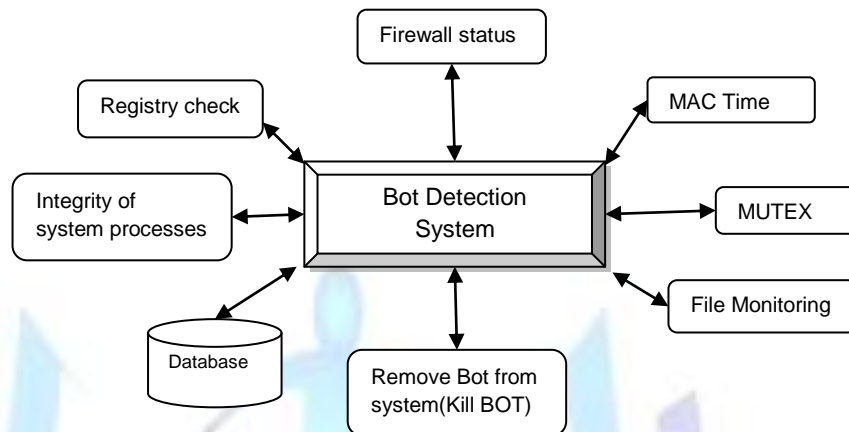 Firewall status
Registry check
MAC Time
Integrity of
system processes
Bot Detection
System
MUTEX
File Monitoring
Database
Remove Bot from
system(Kill BOT)